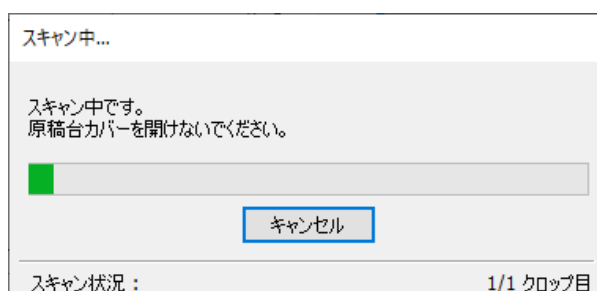 スキャン中...
スキャン中です。
原稿台カバーを開けないでください。
キャンセル
スキャン状況： 1/1 クロップ目